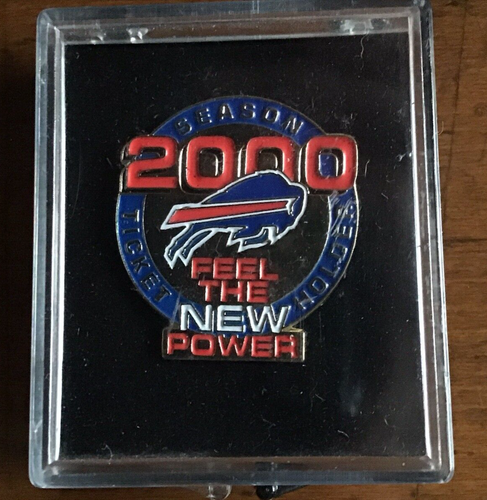 SEASON
2000
TICKET HOLDER
FEEL
THE
NEW
POWER